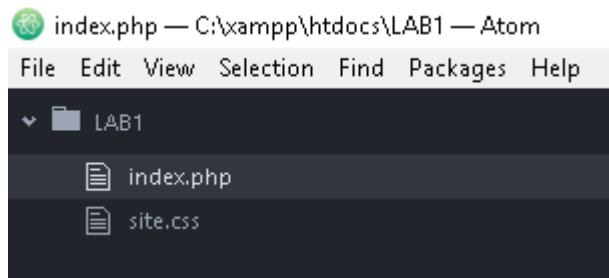 index.php — C:\xampp\htdocs\LAB1 — Atom
File Edit View Selection Find Packages Help
LAB1
index.php
site.css